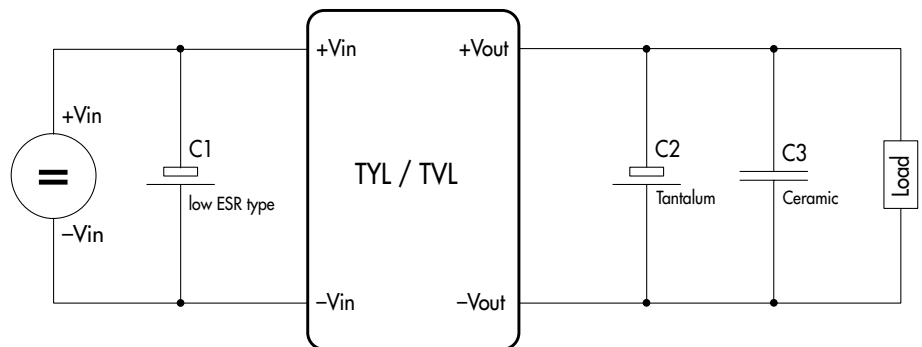 +Vin
+Vout
+Vin
=
–Vin
C1
low ESR type
TYL / TVL
C2
Tantalum
C3
Ceramic
Load
–Vin
–Vout